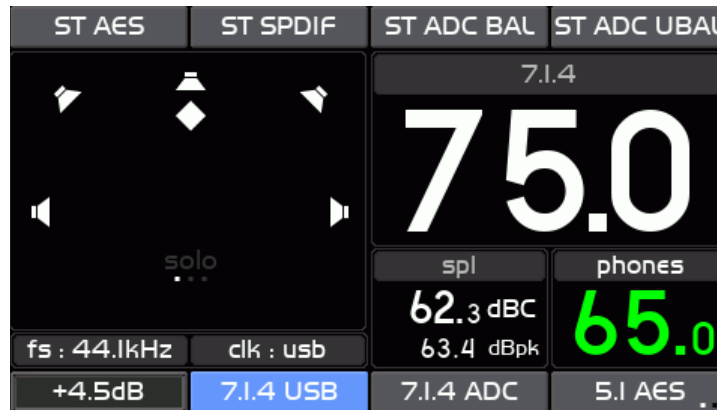 ST AES
ST SPDIF
ST ADC BAL
ST ADC UBAL
7.1.4
75.0
solo
spl
phones
62.3 dBC
65.0
63.4 dBpk
fs : 44.1kHz
clk : usb
+4.5dB
7.1.4 USB
7.1.4 ADC
5.1 AES